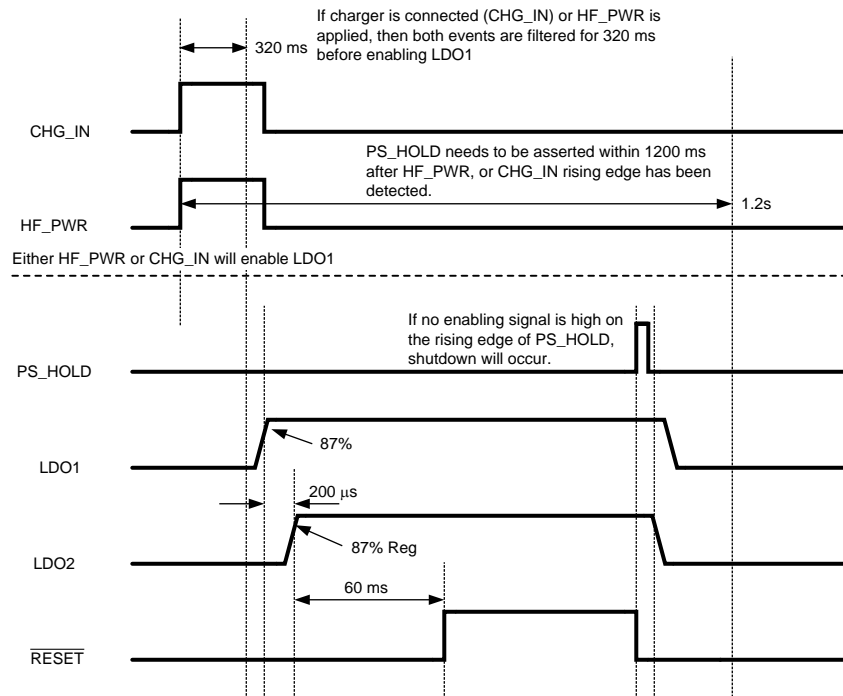 If charger is connected (CHG_IN) or HF_PWR is
applied, then both events are filtered for 320 ms
before enabling LDO1
320 ms
CHG_IN
PS_HOLD needs to be asserted within 1200 ms
after HF_PWR, or CHG_IN rising edge has been
detected.
1.2s
HF_PWR
Either HF_PWR or CHG_IN will enable LDO1
If no enabling signal is high on
the rising edge of PS_HOLD,
shutdown will occur.
PS_HOLD
87%
LDO1
200 μs
87% Reg
LDO2
60 ms
RESET